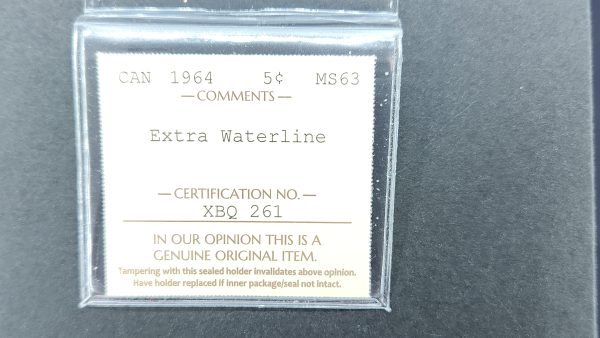 CAN 1964 5¢ MS63
— COMMENTS —
Extra Waterline
— CERTIFICATION NO. —
XBQ 261
IN OUR OPINION THIS IS A
GENUINE ORIGINAL ITEM.
Tampering with this sealed holder invalidates above opinion.
Have holder replaced if inner package/seal not intact.